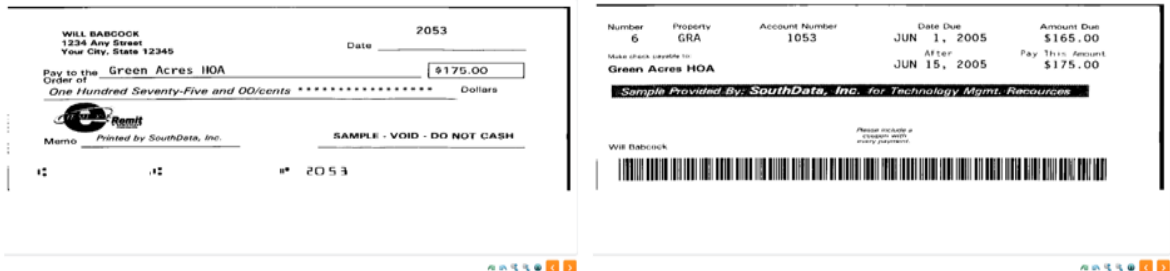 WILL BABCOCK
1234 Any Street
Your City, State 12345
2053
Date
Pay to the
Order of
Green Acres HOA
$175.00
One Hundred Seventy-Five and 00/cents *****************
Dollars
Remit
Memo
Printed by SouthData, Inc.
SAMPLE - VOID - DO NOT CASH
2053
Number Property Account Number Date Due Amount Due
6 GRA 1053 JUN 1, 2005 $165.00
Make check payable to:
After Pay This Amount
Green Acres HOA
JUN 15, 2005 $175.00
Sample Provided By: SouthData, Inc. for Technology Mgmt. Recources
Please include a
coupon with
every payment.
Will Babcock